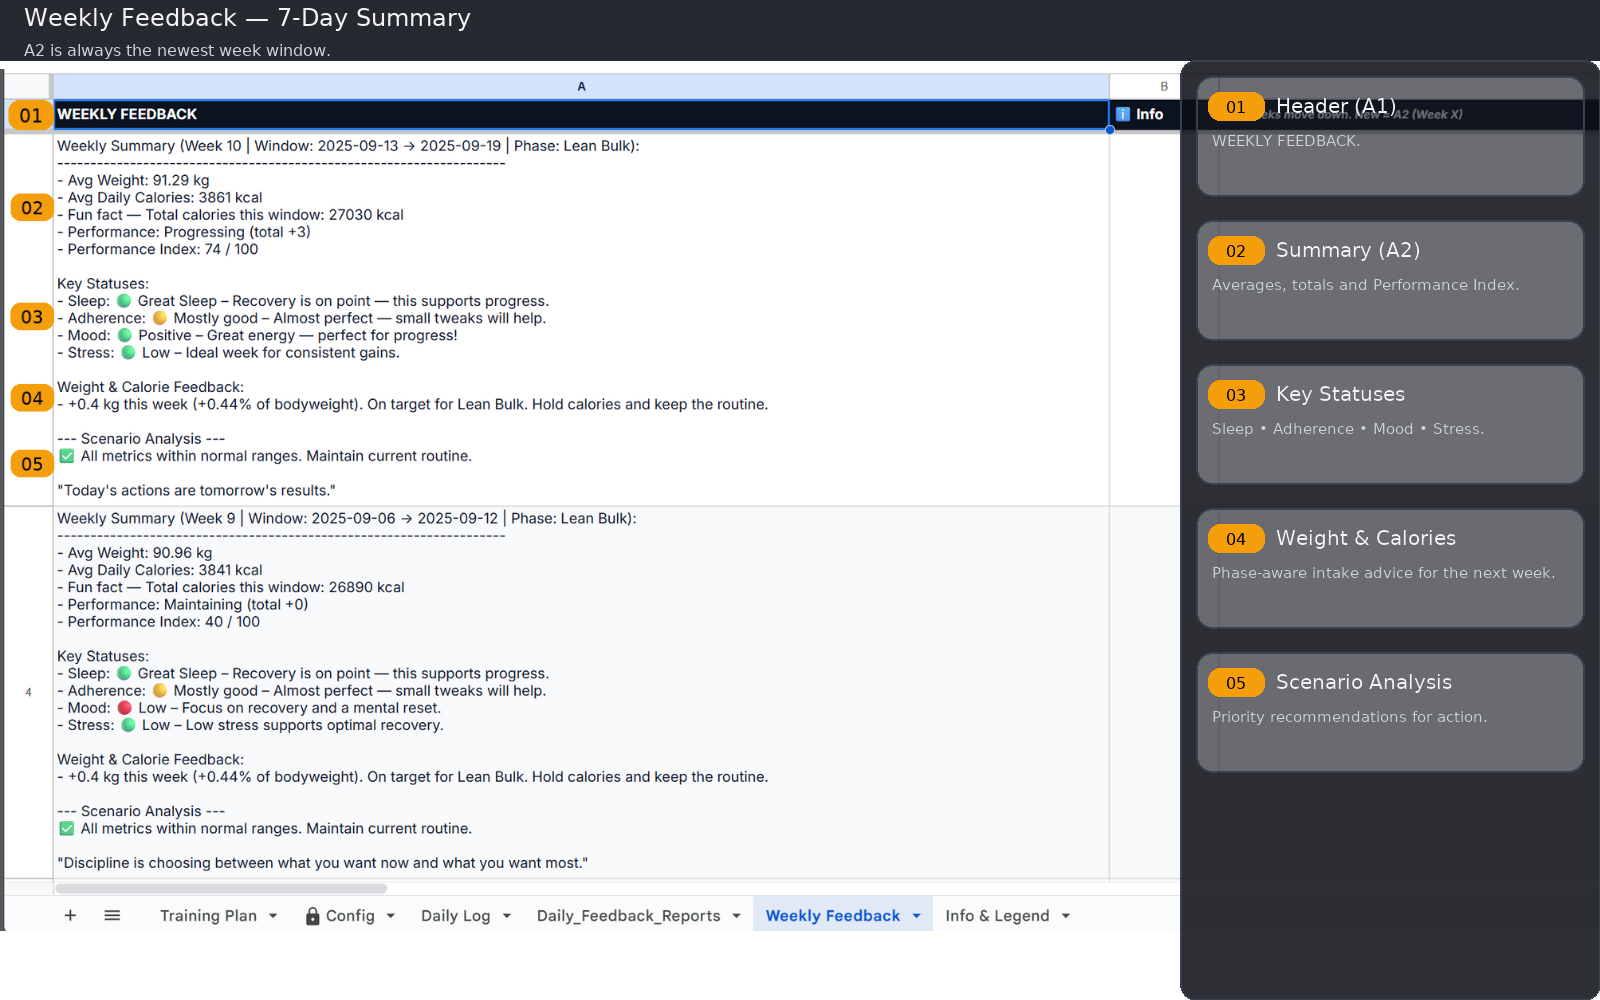 Weekly Feedback — 7-Day Summary
A2 is always the newest week window.
A
B
01
WEEKLY FEEDBACK
ℹ️ Info
eks move down. New = A2 (Week X)
Weekly Summary (Week 10 | Window: 2025-09-13 → 2025-09-19 | Phase: Lean Bulk):
--------------------------------------------------------------------
- Avg Weight: 91.29 kg
- Avg Daily Calories: 3861 kcal
02
- Fun fact — Total calories this window: 27030 kcal
- Performance: Progressing (total +3)
- Performance Index: 74 / 100
Key Statuses:
- Sleep: 🟢 Great Sleep – Recovery is on point — this supports progress.
03
- Adherence: 🟡 Mostly good – Almost perfect — small tweaks will help.
- Mood: 🟢 Positive – Great energy — perfect for progress!
- Stress: 🟢 Low – Ideal week for consistent gains.
Weight & Calorie Feedback:
04
- +0.4 kg this week (+0.44% of bodyweight). On target for Lean Bulk. Hold calories and keep the routine.
--- Scenario Analysis ---
05
✅ All metrics within normal ranges. Maintain current routine.
"Today's actions are tomorrow's results."
Weekly Summary (Week 9 | Window: 2025-09-06 → 2025-09-12 | Phase: Lean Bulk):
--------------------------------------------------------------------
- Avg Weight: 90.96 kg
- Avg Daily Calories: 3841 kcal
- Fun fact — Total calories this window: 26890 kcal
- Performance: Maintaining (total +0)
- Performance Index: 40 / 100
Key Statuses:
- Sleep: 🟢 Great Sleep – Recovery is on point — this supports progress.
4
- Adherence: 🟡 Mostly good – Almost perfect — small tweaks will help.
- Mood: 🔴 Low – Focus on recovery and a mental reset.
- Stress: 🟢 Low – Low stress supports optimal recovery.
Weight & Calorie Feedback:
- +0.4 kg this week (+0.44% of bodyweight). On target for Lean Bulk. Hold calories and keep the routine.
--- Scenario Analysis ---
✅ All metrics within normal ranges. Maintain current routine.
"Discipline is choosing between what you want now and what you want most."
Training Plan
Config
Daily Log
Daily_Feedback_Reports
Weekly Feedback
Info & Legend
01 Header (A1)
WEEKLY FEEDBACK.
02 Summary (A2)
Averages, totals and Performance Index.
03 Key Statuses
Sleep • Adherence • Mood • Stress.
04 Weight & Calories
Phase-aware intake advice for the next week.
05 Scenario Analysis
Priority recommendations for action.